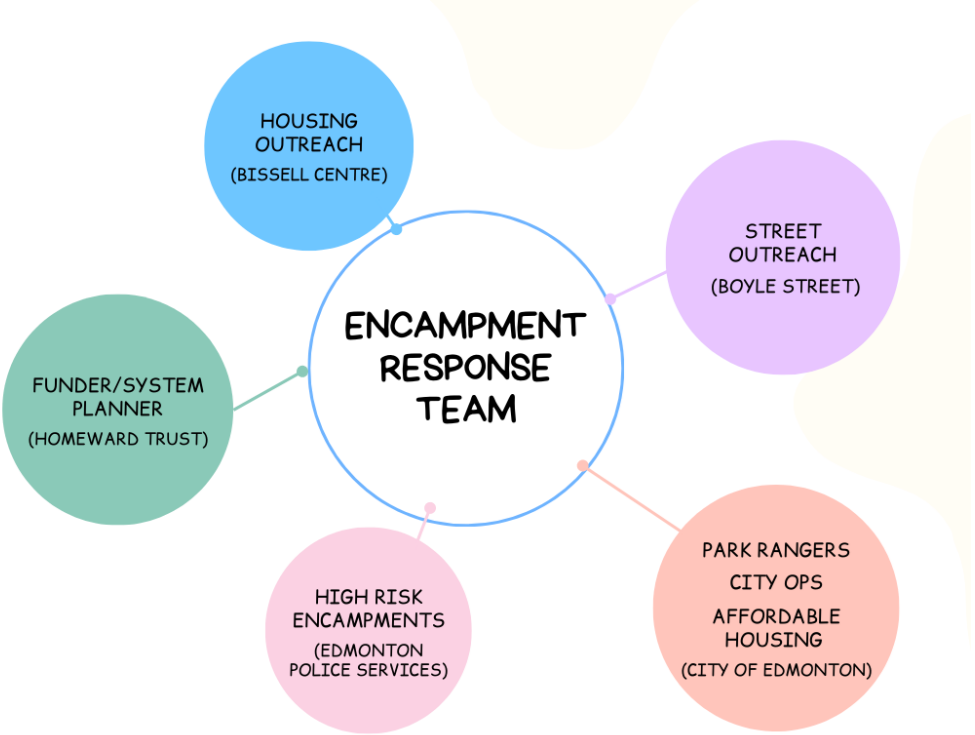 HOUSING
OUTREACH
(BISSELL CENTRE)
STREET
OUTREACH
(BOYLE STREET)
ENCAMPMENT
RESPONSE
TEAM
FUNDER/SYSTEM
PLANNER
(HOMEWARD TRUST)
HIGH RISK
ENCAMPMENTS
(EDMONTON
POLICE SERVICES)
PARK RANGERS
CITY OPS
AFFORDABLE
HOUSING
(CITY OF EDMONTON)